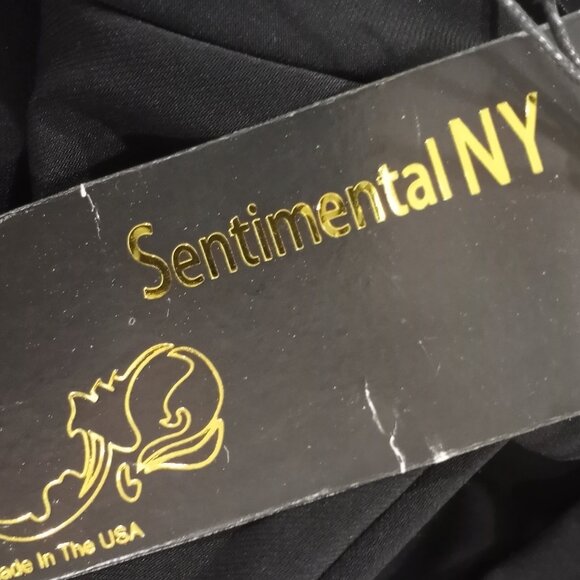 Sentimental NY
ade In The USA